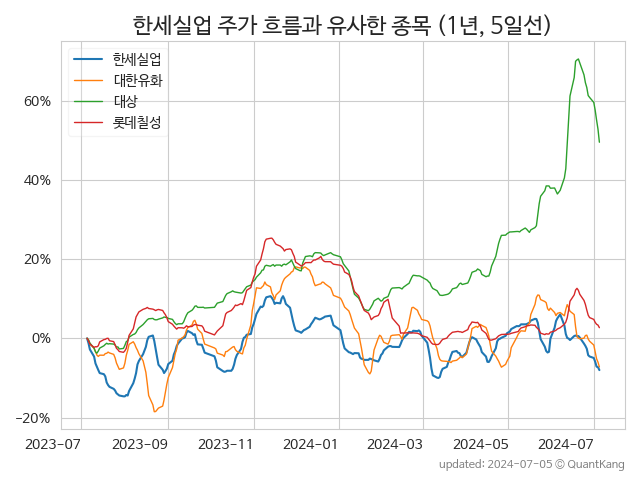 한세실업 주가 흐름과 유사한 종목 (1년, 5일선)
한세실업
대한유화
대상
롯데칠성
60%
40%
20%
0%
−20%
2023-07 2023-09 2023-11 2024-01 2024-03 2024-05 2024-07
updated: 2024-07-05 © QuantKang